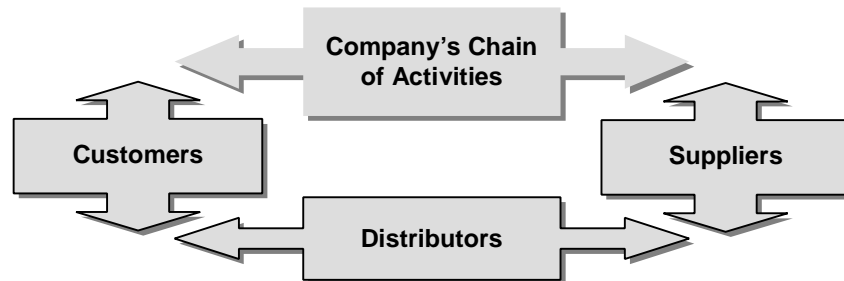 Company’s Chain
of Activities
Customers
Suppliers
Distributors